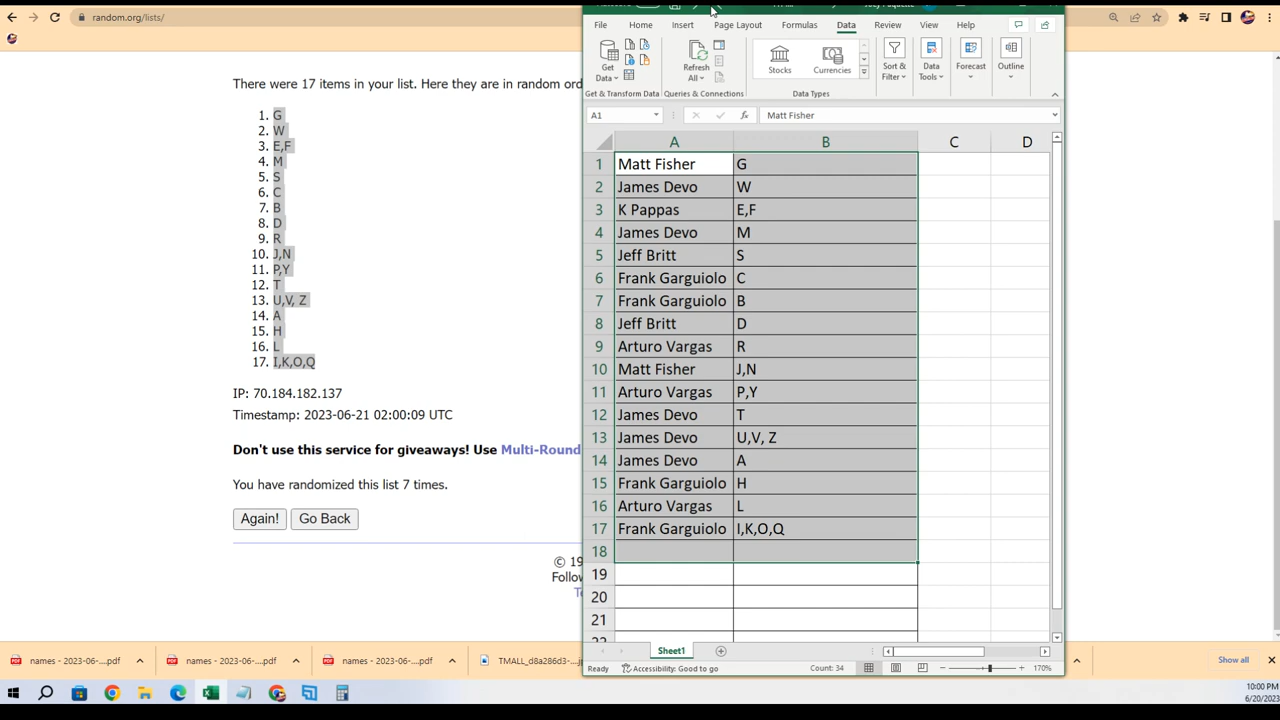 random.org/lists/
There were 17 items in your list. Here they are in random ord
1. G
2. W
3. E,F
4. M
5. S
6. C
7. B
8. D
9. R
10. J,N
11. P,Y
12. T
13. U,V, Z
14. A
15. H
16. L
17. I,K,O,Q
IP: 70.184.182.137
Timestamp: 2023-06-21 02:00:09 UTC
Don't use this service for giveaways! Use Multi-Round
You have randomized this list 7 times.
Again! Go Back
© 19
Follow
File Home Insert Page Layout Formulas Data Review View Help
Get Data Refresh All Stocks Currencies Sort & Filter Data Tools Forecast Outline
Get & Transform Data Queries & Connections Data Types
A1 fx Matt Fisher
A B C D
1 Matt Fisher G
2 James Devo W
3 K Pappas E,F
4 James Devo M
5 Jeff Britt S
6 Frank Garguiolo C
7 Frank Garguiolo B
8 Jeff Britt D
9 Arturo Vargas R
10 Matt Fisher J,N
11 Arturo Vargas P,Y
12 James Devo T
13 James Devo U,V, Z
14 James Devo A
15 Frank Garguiolo H
16 Arturo Vargas L
17 Frank Garguiolo I,K,O,Q
18
19
20
21
Sheet1
Ready Accessibility: Good to go Count: 34 170%
names - 2023-06-....pdf names - 2023-06-....pdf names - 2023-06-....pdf TMALL_d8a286d3-....jp Show all
10:00 PM
6/20/2023